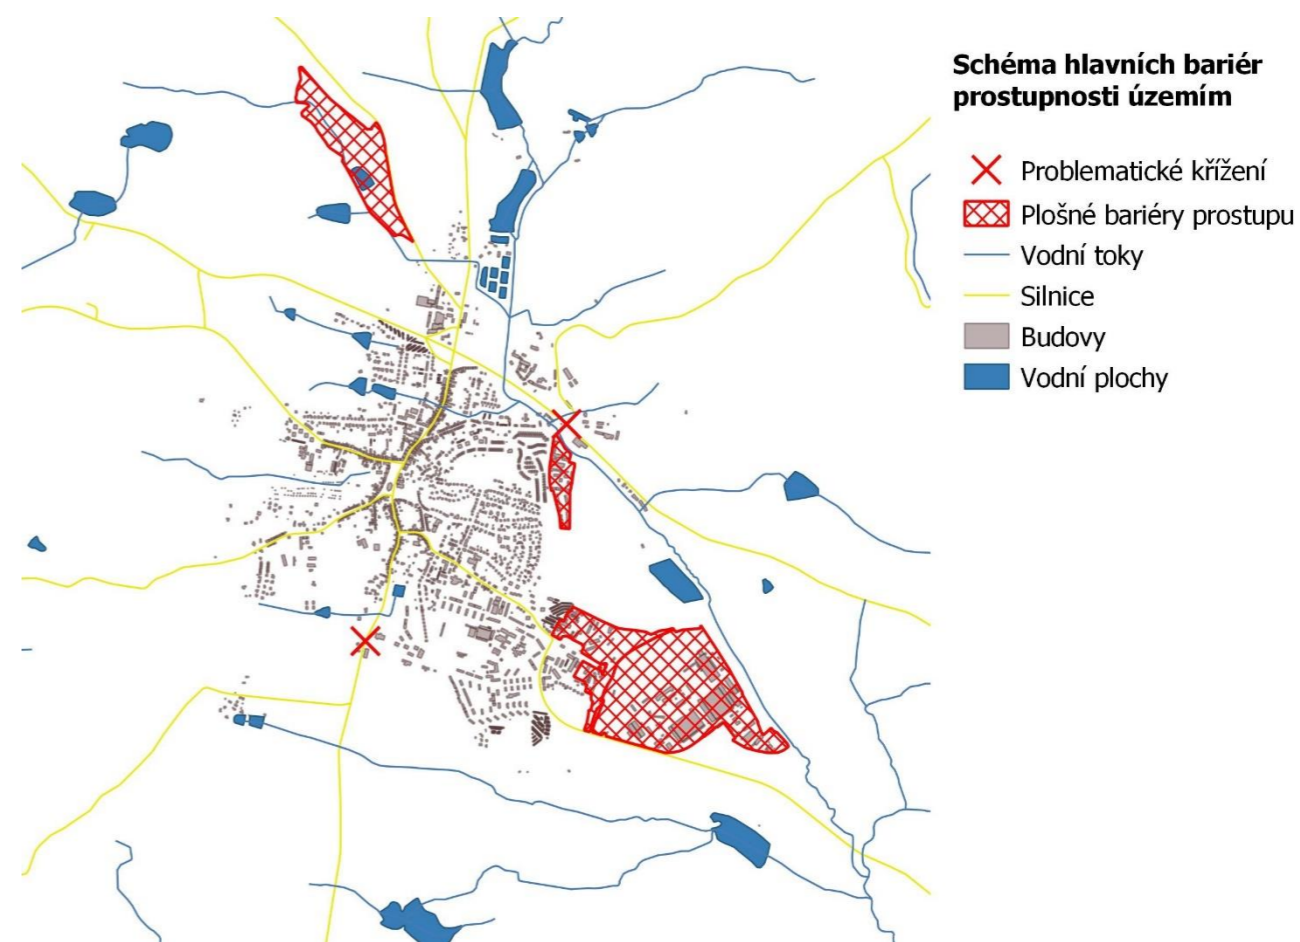 Schéma hlavních bariér
prostupnosti územím
Problematické křížení
Plošné bariéry prostupu
Vodní toky
Silnice
Budovy
Vodní plochy